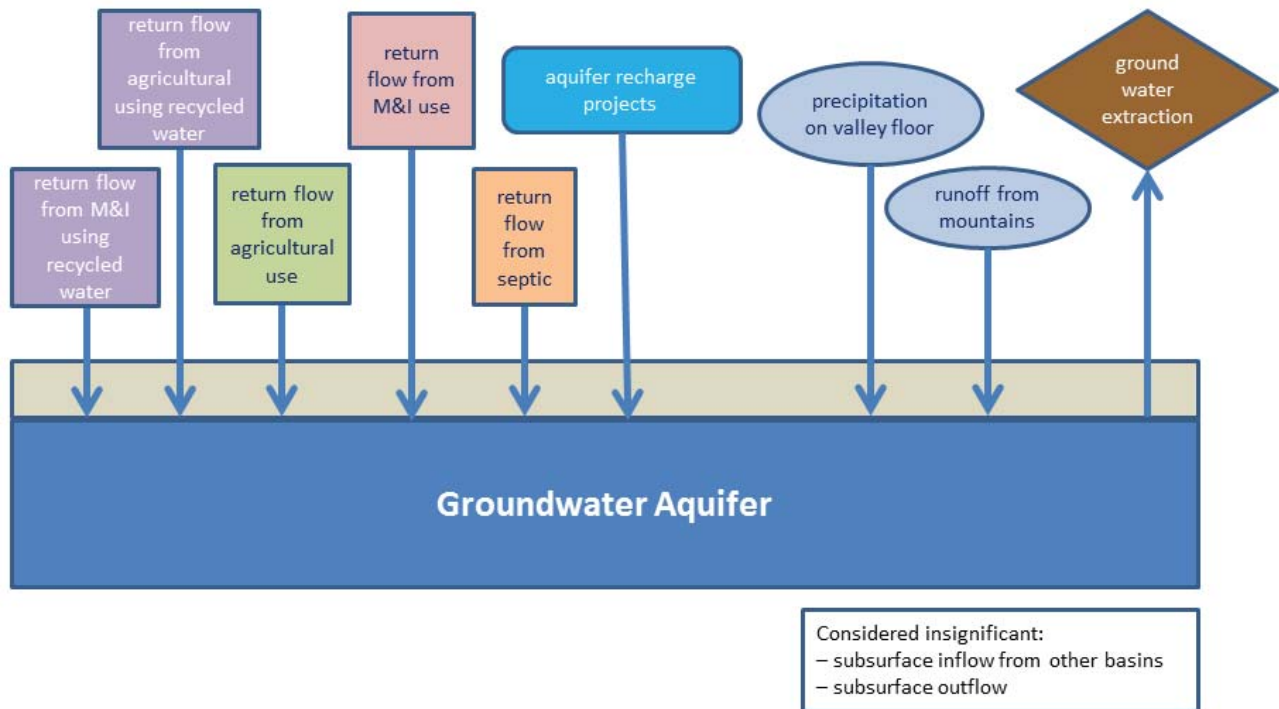 return flow
from
agricultural
using recycled
water
return
flow from
M&I use
aquifer recharge
projects
precipitation
on valley floor
ground
water
extraction
return flow
from M&I
using
recycled
water
return flow
from
agricultural
use
return
flow
from
septic
runoff from
mountains
Groundwater Aquifer
Considered insignificant:
– subsurface inflow from other basins
– subsurface outflow